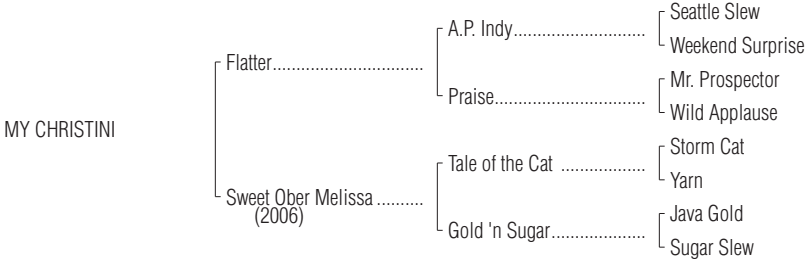 Seattle Slew
A.P. Indy..............................
Weekend Surprise
Flatter..................................
Mr. Prospector
Praise..................................
Wild Applause
MY CHRISTINI
Storm Cat
Tale of the Cat ...................
Yarn
Sweet Ober Melissa ..........
(2006)
Java Gold
Gold 'n Sugar.....................
Sugar Slew